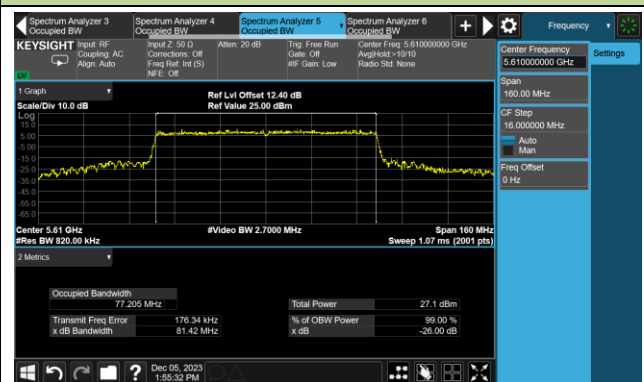 Spectrum Analyzer 3
Occupied BW
Spectrum Analyzer 4
Occupied BW
Spectrum Analyzer 5
Occupied BW
Spectrum Analyzer 6
Occupied BW
Frequency
KEYSIGHT
Input: RF
Coupling: AC
Align: Auto
Input Z: 50 Ω
Corrections: Off
Freq Ref: Int (S)
NFE: Off
Atten: 20 dB
Trig: Free Run
Gate: Off
#IF Gain: Low
Center Freq: 5.610000000 GHz
Avg|Hold:>10/10
Radio Std: None
Center Frequency
5.610000000 GHz
Settings
Span
160.00 MHz
CF Step
16.000000 MHz
Auto
Man
Freq Offset
0 Hz
1 Graph
Scale/Div 10.0 dB
Ref Lvl Offset 12.40 dB
Ref Value 25.00 dBm
Log
15.0
5.00
-5.00
-15.0
-25.0
-35.0
-45.0
-55.0
-65.0
Center 5.61 GHz
#Video BW 2.7000 MHz
Span 160 MHz
#Res BW 820.00 kHz
Sweep 1.07 ms (2001 pts)
2 Metrics
Occupied Bandwidth
77.205 MHz
Total Power
27.1 dBm
Transmit Freq Error
176.34 kHz
% of OBW Power
99.00 %
x dB Bandwidth
81.42 MHz
x dB
-26.00 dB
Dec 05, 2023
1:55:32 PM